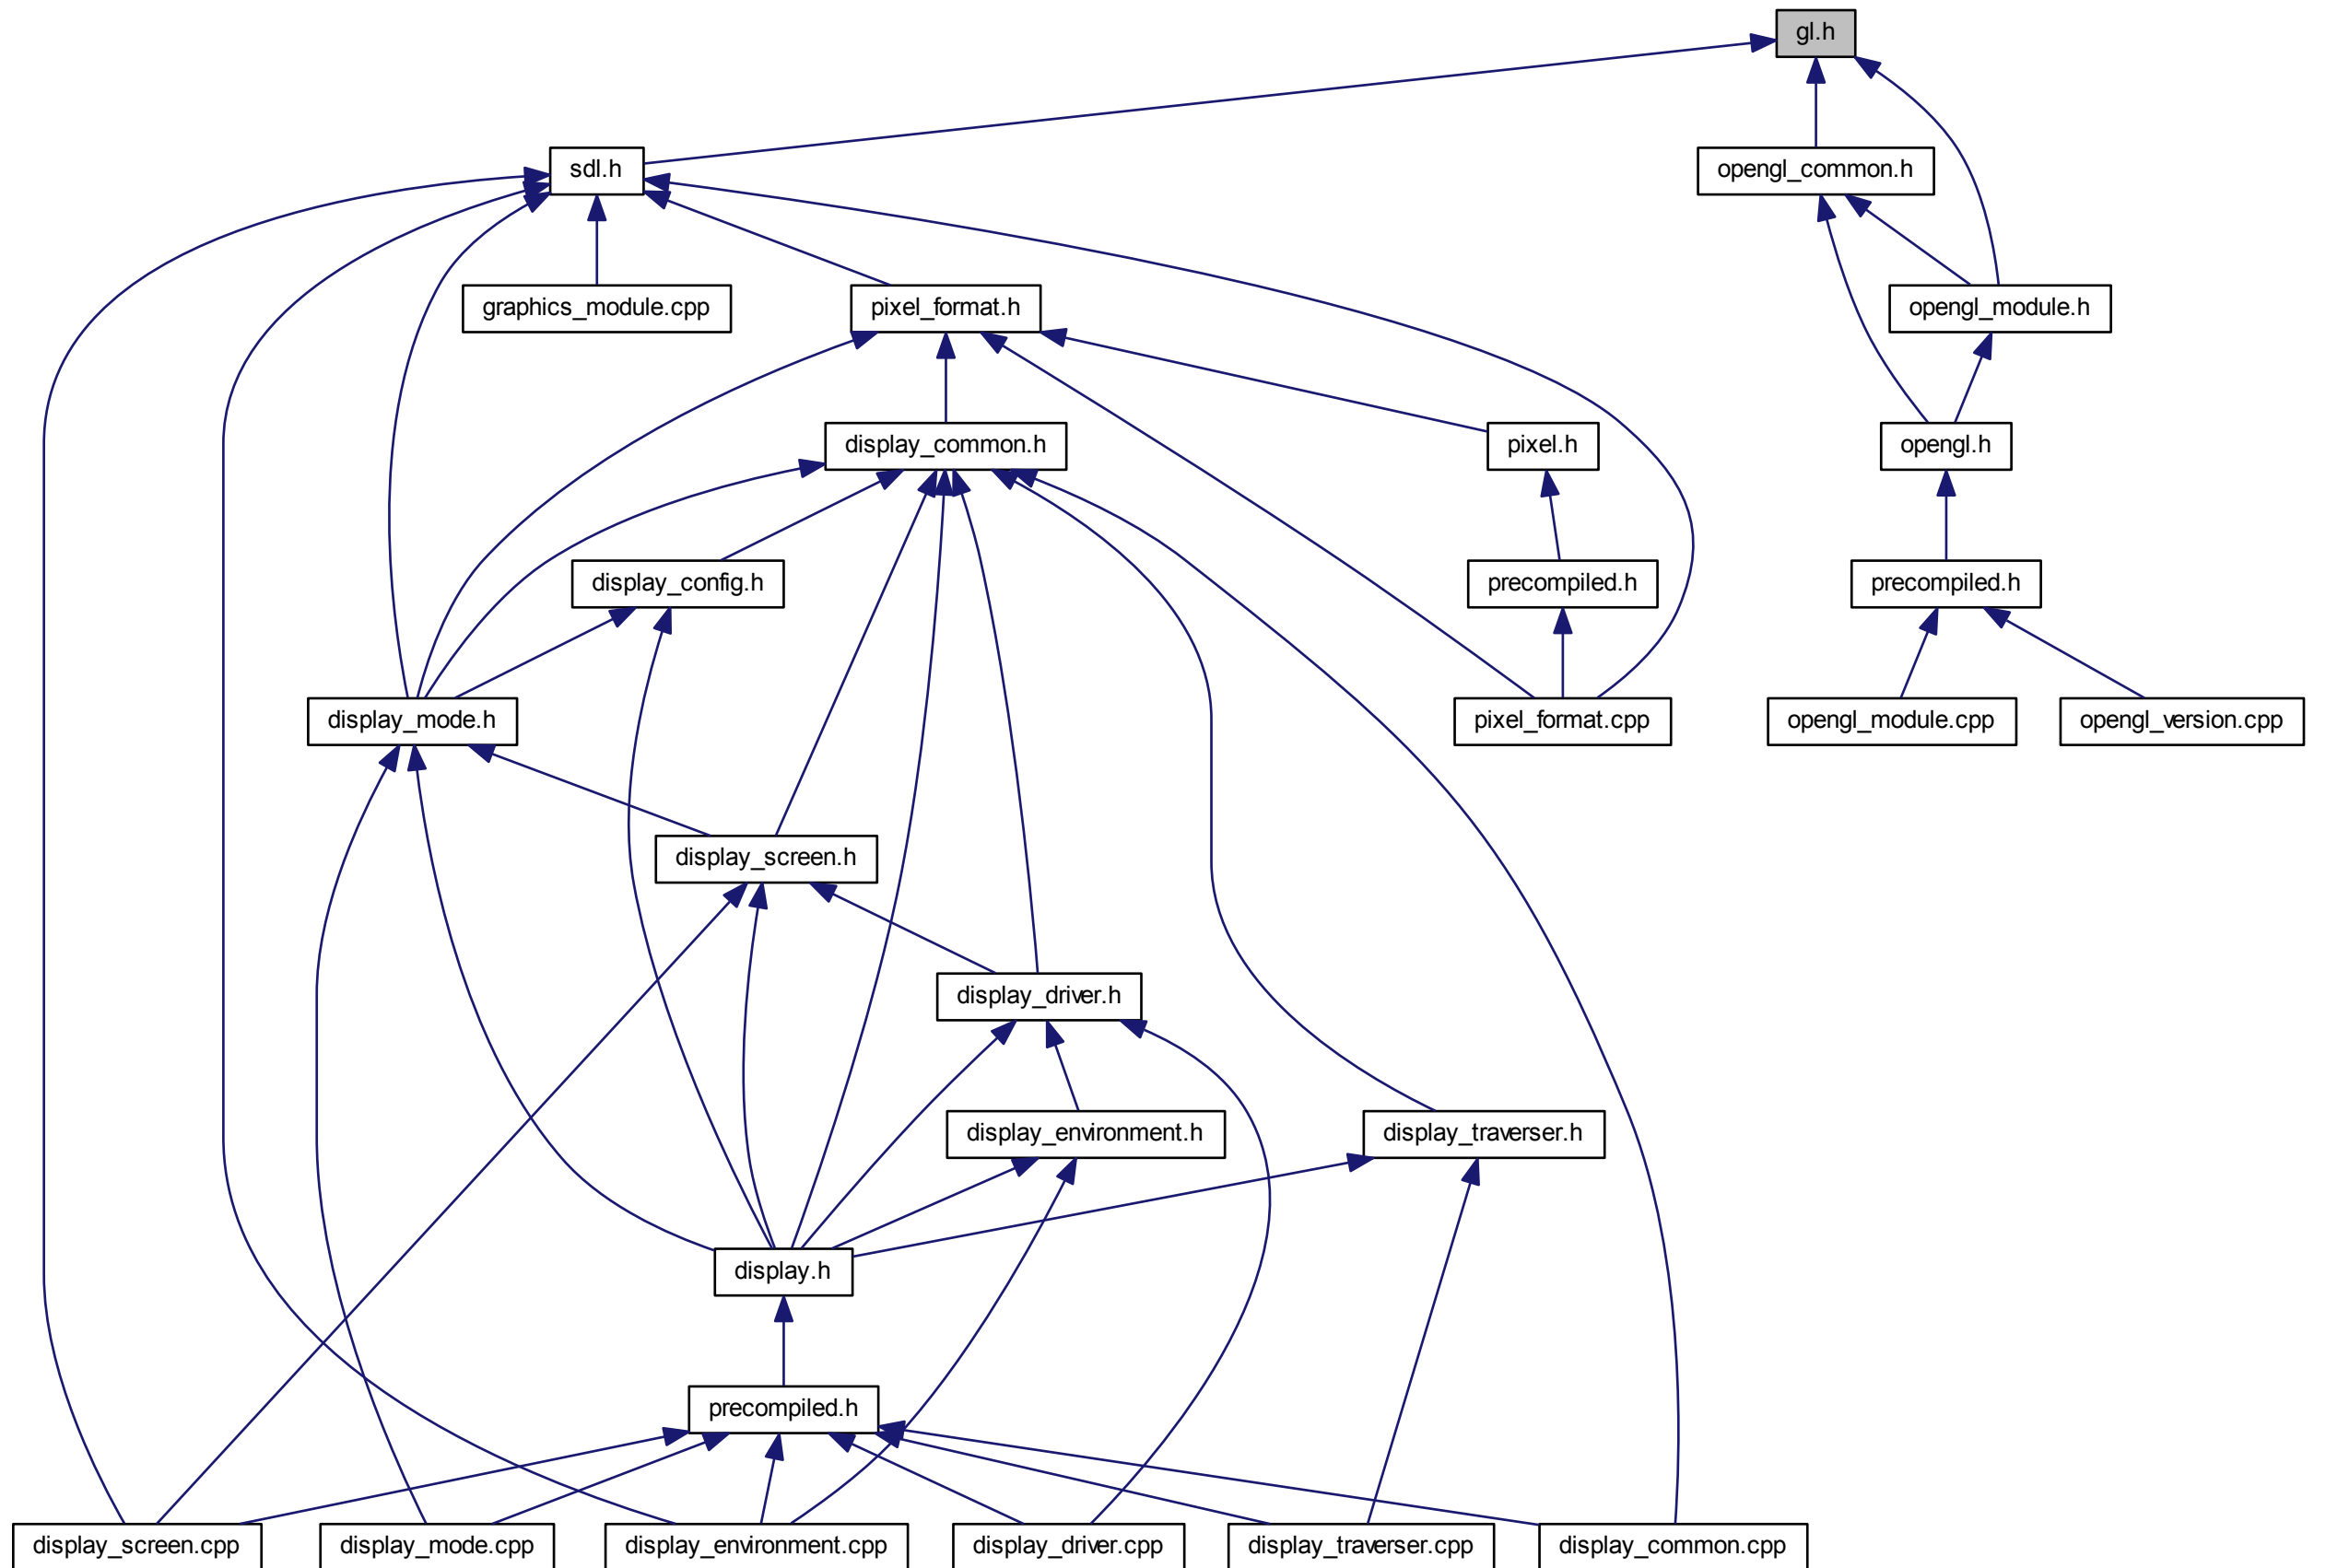 gl.h
sdl.h
opengl_common.h
graphics_module.cpp
pixel_format.h
opengl_module.h
display_common.h
pixel.h
opengl.h
display_config.h
precompiled.h
precompiled.h
display_mode.h
pixel_format.cpp
opengl_module.cpp
opengl_version.cpp
display_screen.h
display_driver.h
display_environment.h
display_traverser.h
display.h
precompiled.h
display_screen.cpp
display_mode.cpp
display_environment.cpp
display_driver.cpp
display_traverser.cpp
display_common.cpp